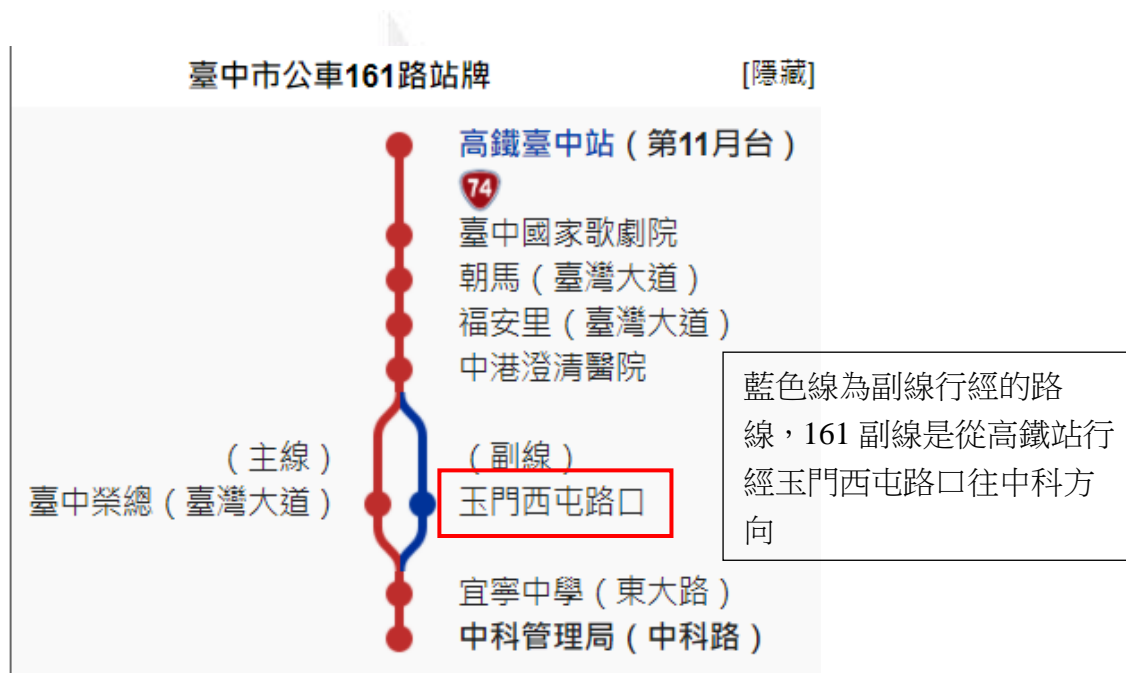 臺中市公車161路站牌 [隱藏]
高鐵臺中站（第11月台）
74
臺中國家歌劇院
朝馬（臺灣大道）
福安里（臺灣大道）
中港澄清醫院
（主線）
臺中榮總（臺灣大道）
（副線）
玉門西屯路口
宜寧中學（東大路）
中科管理局（中科路）
藍色線為副線行經的路
線，161 副線是從高鐵站行
經玉門西屯路口往中科方
向